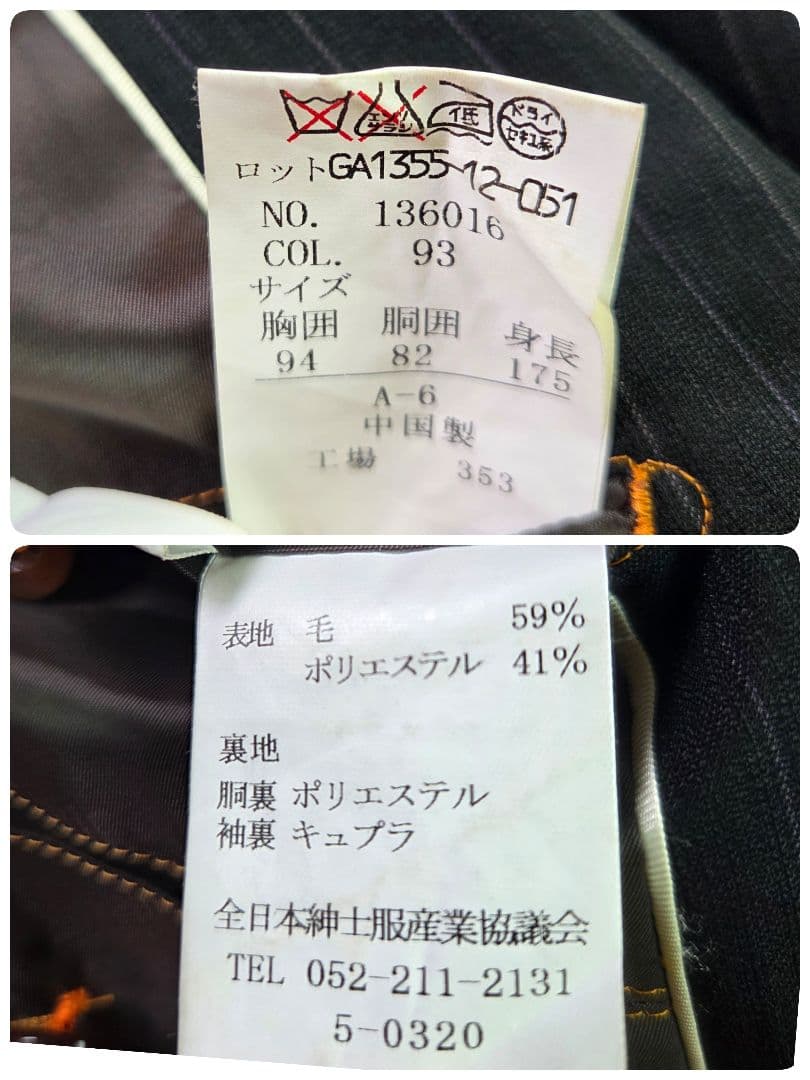 エンソ
サラシ
低
ドライ
セキユ系
ロットGA1355-12-051
NO. 136016
COL. 93
サイズ
胸囲 胴囲 身長
94 82 175
A-6
中国製
工場 353
表地 毛 59%
ポリエステル 41%
裏地
胴裏 ポリエステル
袖裏 キュプラ
全日本紳士服産業協議会
TEL 052-211-2131
5-0320